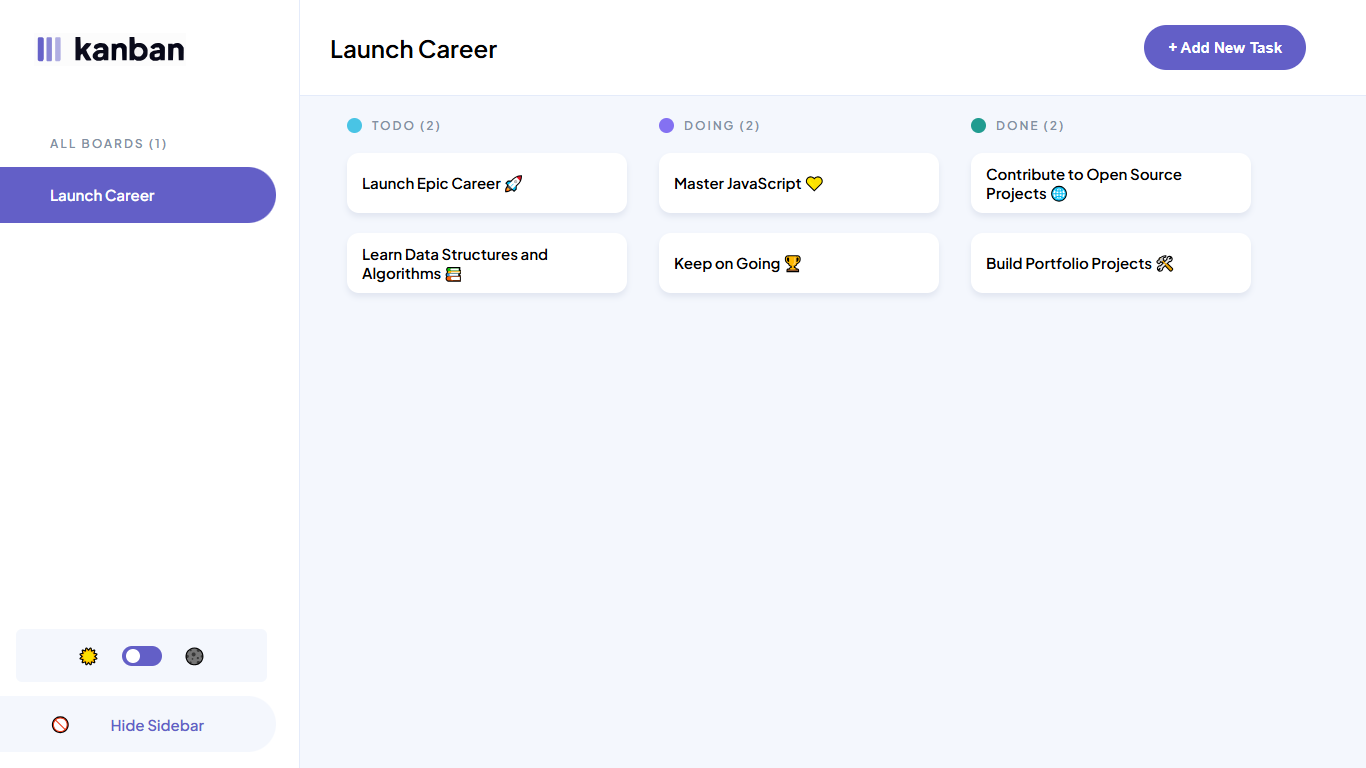 kanban
Launch Career
+ Add New Task
ALL BOARDS (1)
Launch Career
TODO (2)
Launch Epic Career 🚀
Learn Data Structures and
Algorithms 📚
DOING (2)
Master JavaScript 💛
Keep on Going 🏆
DONE (2)
Contribute to Open Source
Projects 🌐
Build Portfolio Projects 🛠️
Hide Sidebar